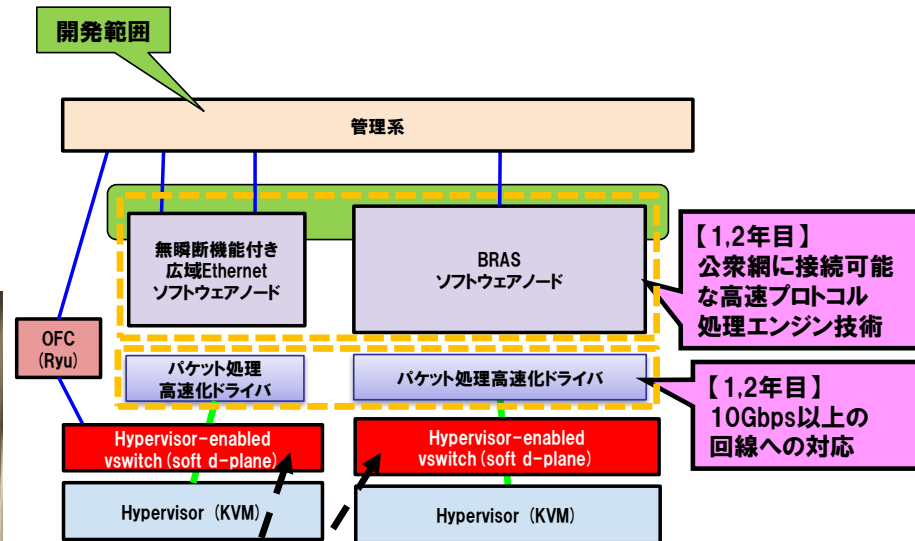 開発範囲
管理系
無瞬断機能付き
広域Ethernet
ソフトウェアノード
BRAS
ソフトウェアノード
【1,2年目】
公衆網に接続可能
な高速プロトコル
処理エンジン技術
OFC
(Ryu)
パケット処理
高速化ドライバ
パケット処理高速化ドライバ
【1,2年目】
10Gbps以上の
回線への対応
Hypervisor-enabled
vswitch(soft d-plane)
Hypervisor-enabled
vswitch(soft d-plane)
Hypervisor (KVM)
Hypervisor (KVM)